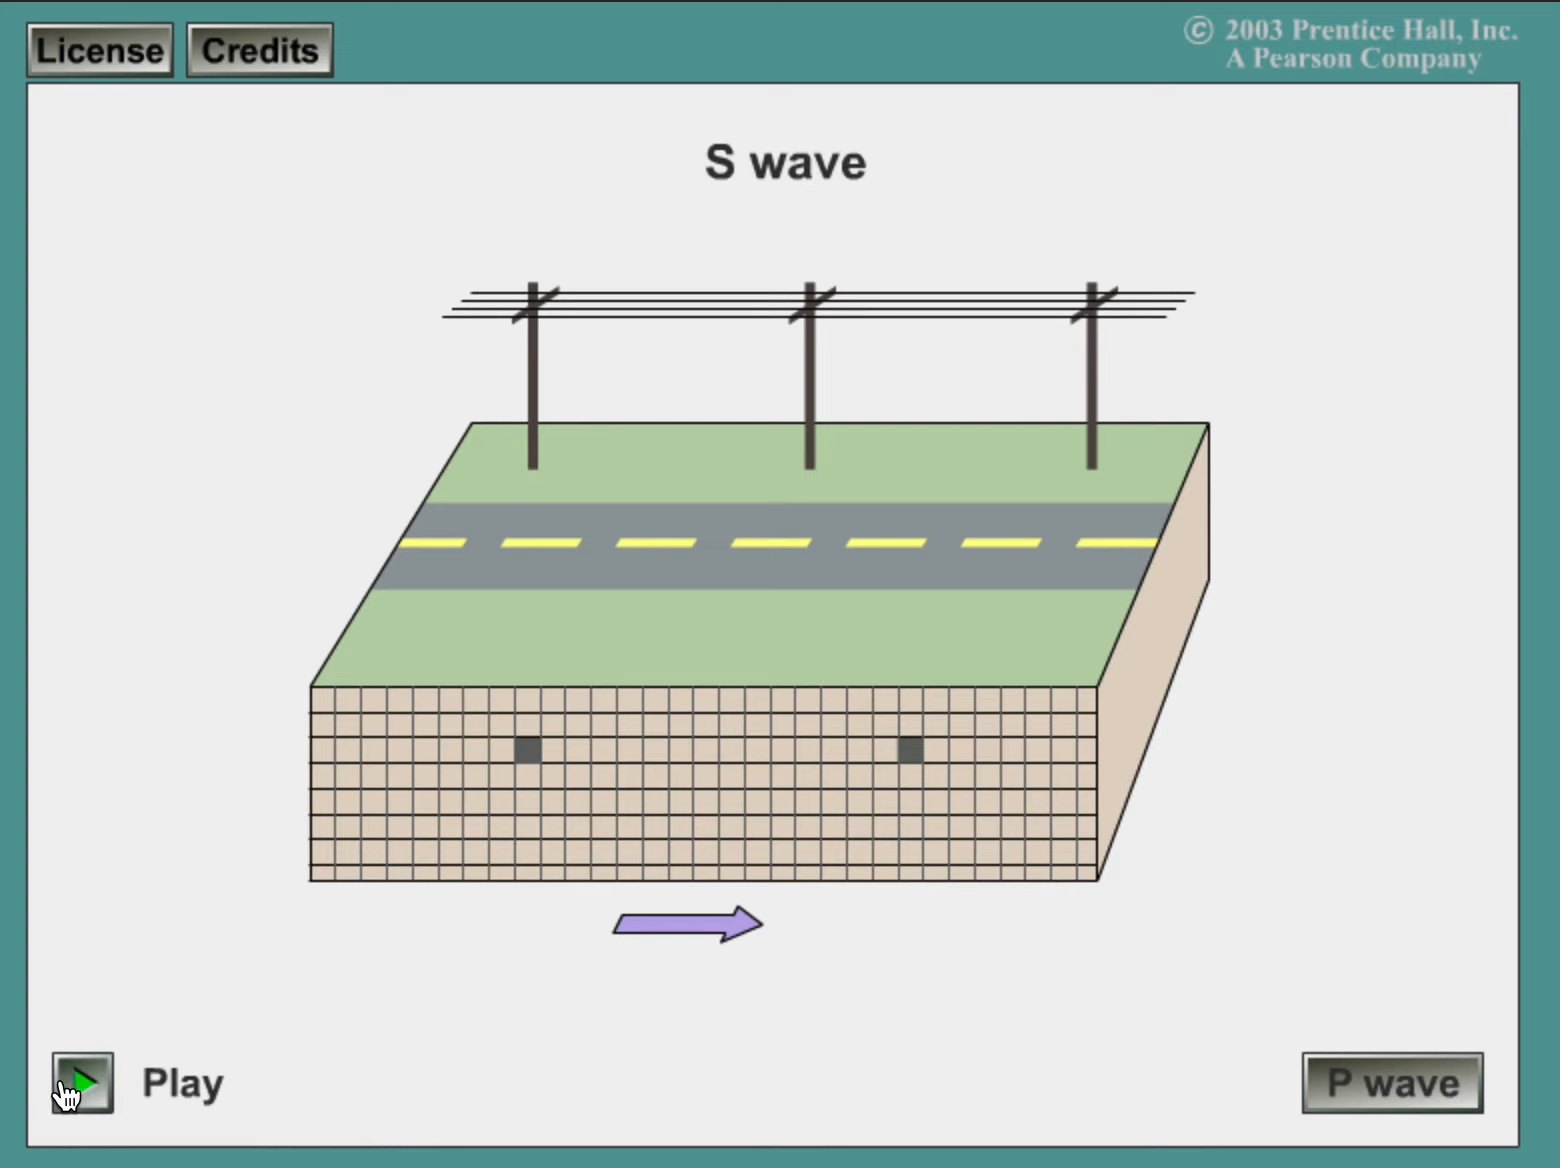 License
Credits
© 2003 Prentice Hall, Inc.
A Pearson Company
S wave
Play
P wave